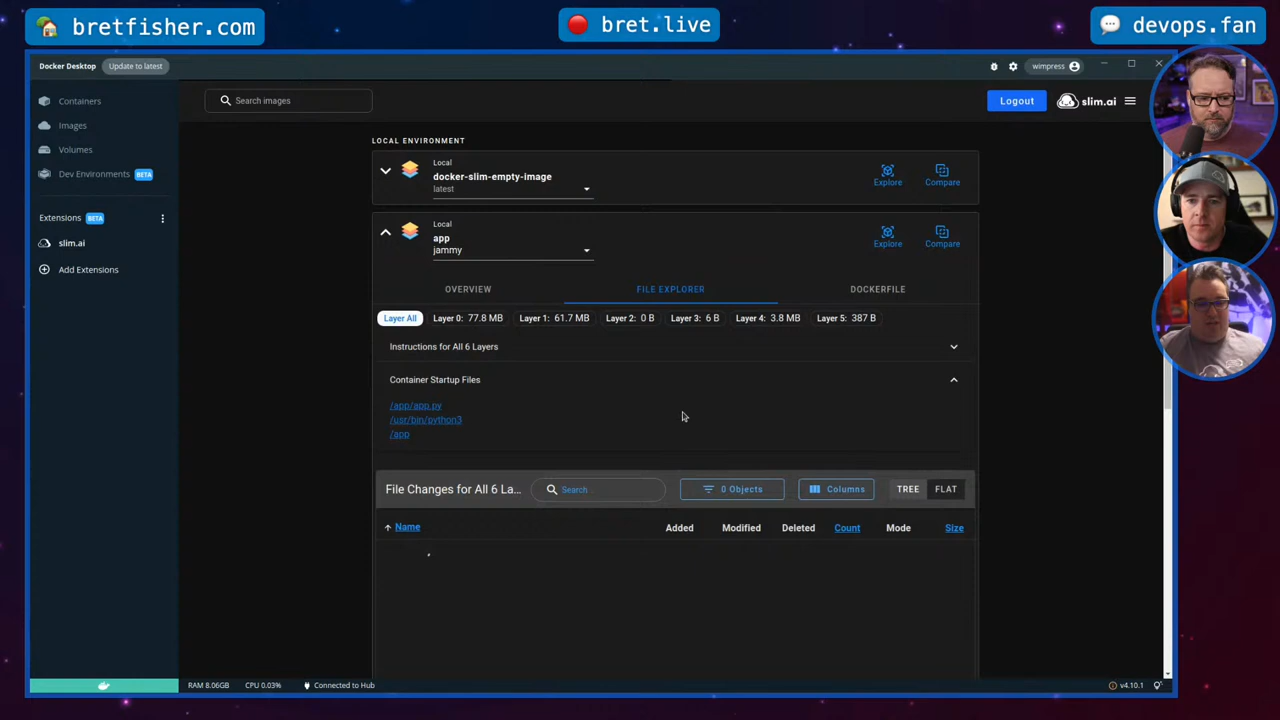 bretfisher.com
bret.live
devops.fan
Docker Desktop
Update to latest
wimpress
Containers
Images
Volumes
Dev Environments BETA
Extensions BETA
slim.ai
Add Extensions
Search images
Logout
slim.ai
LOCAL ENVIRONMENT
Local
docker-slim-empty-image
latest
Explore
Compare
Local
app
jammy
Explore
Compare
OVERVIEW
FILE EXPLORER
DOCKERFILE
Layer All
Layer 0: 77.8 MB
Layer 1: 61.7 MB
Layer 2: 0 B
Layer 3: 6 B
Layer 4: 3.8 MB
Layer 5: 387 B
Instructions for All 6 Layers
Container Startup Files
/app/app.py
/usr/bin/python3
/app
File Changes for All 6 La...
Search...
0 Objects
Columns
TREE
FLAT
Name
Added
Modified
Deleted
Count
Mode
Size
RAM 8.06GB
CPU 0.03%
Connected to Hub
v4.10.1